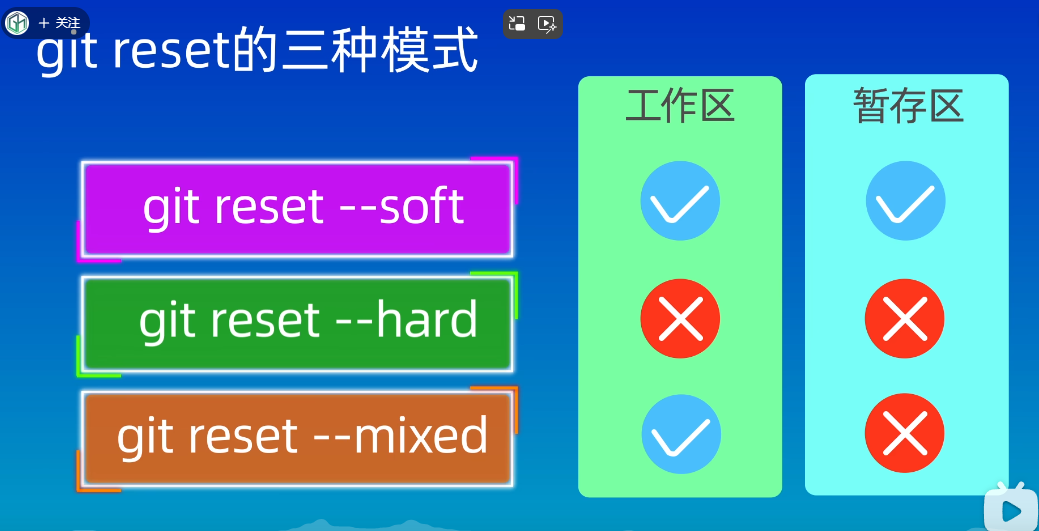 + 关注
git reset的三种模式
工作区
暂存区
git reset --soft
git reset --hard
git reset --mixed